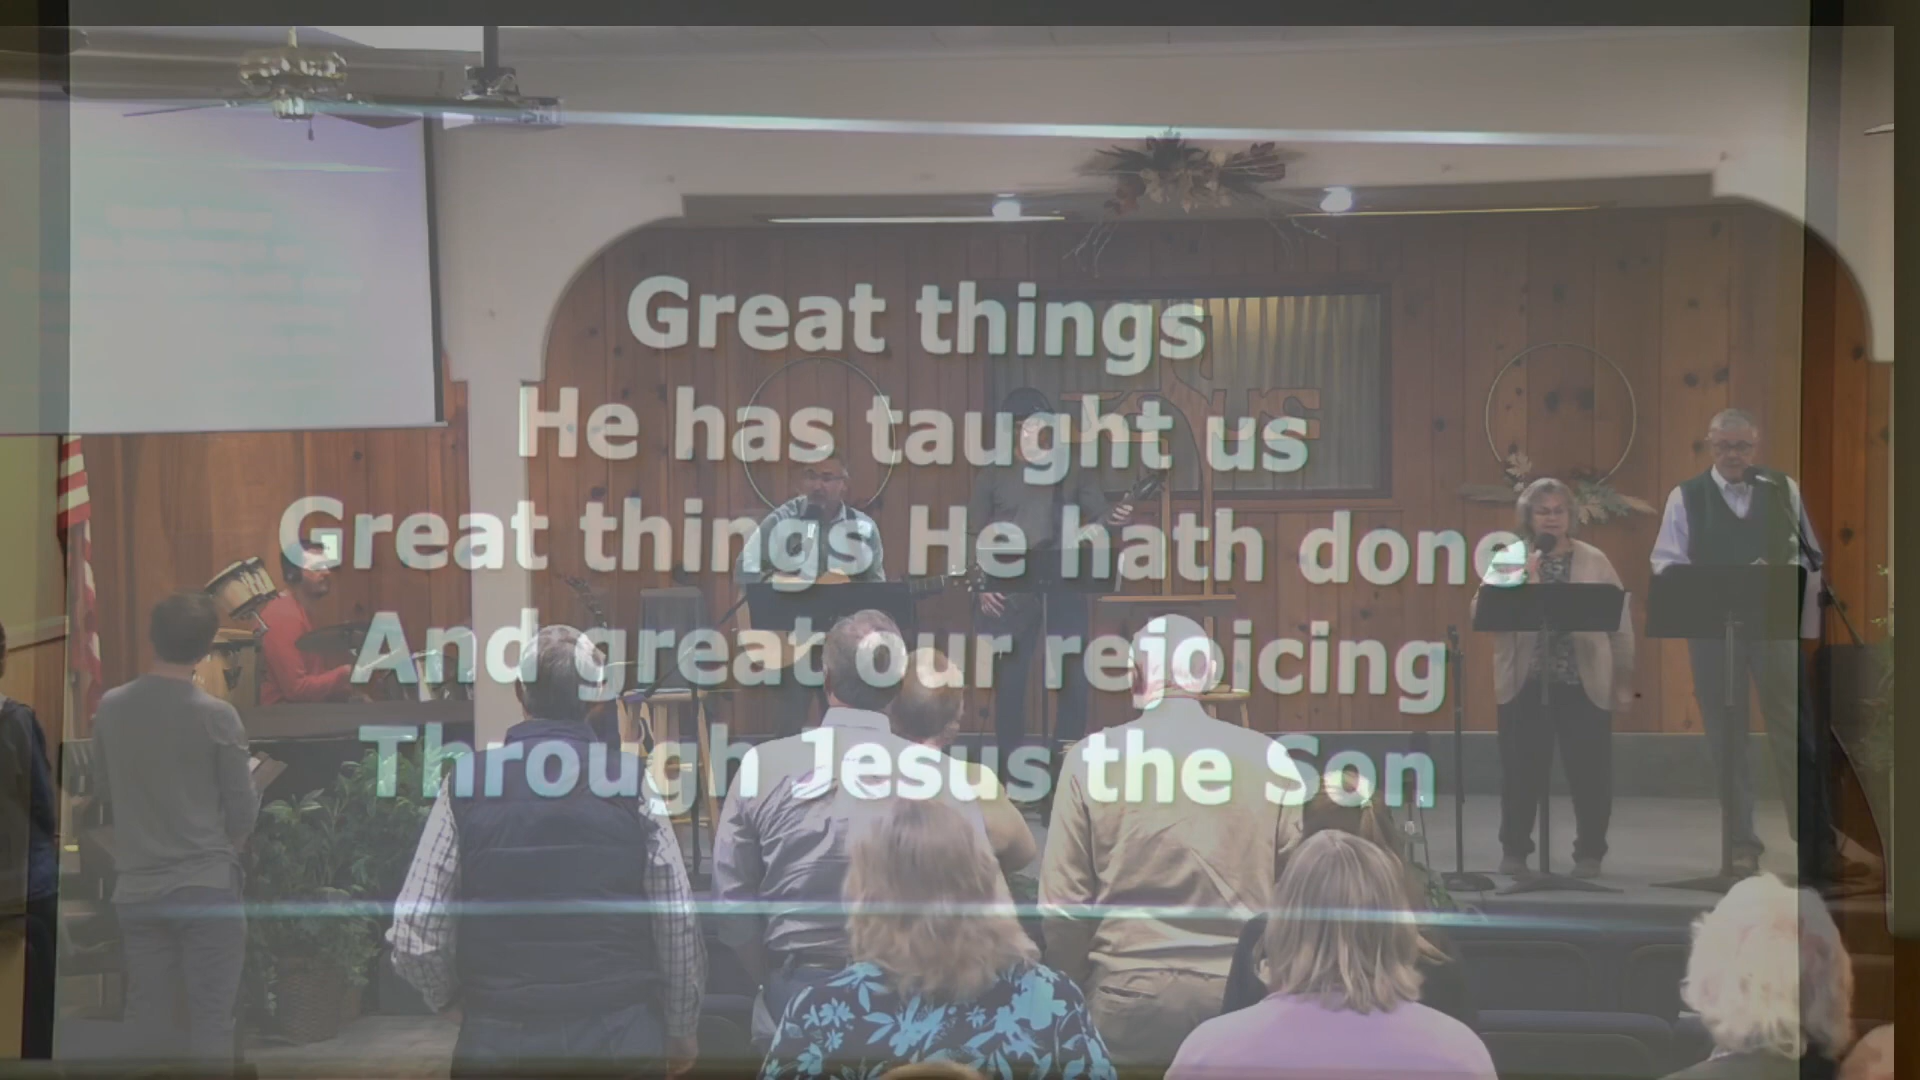 Great things
He has taught us
Great things He hath done
And great our rejoicing
Through Jesus the Son
JESUS